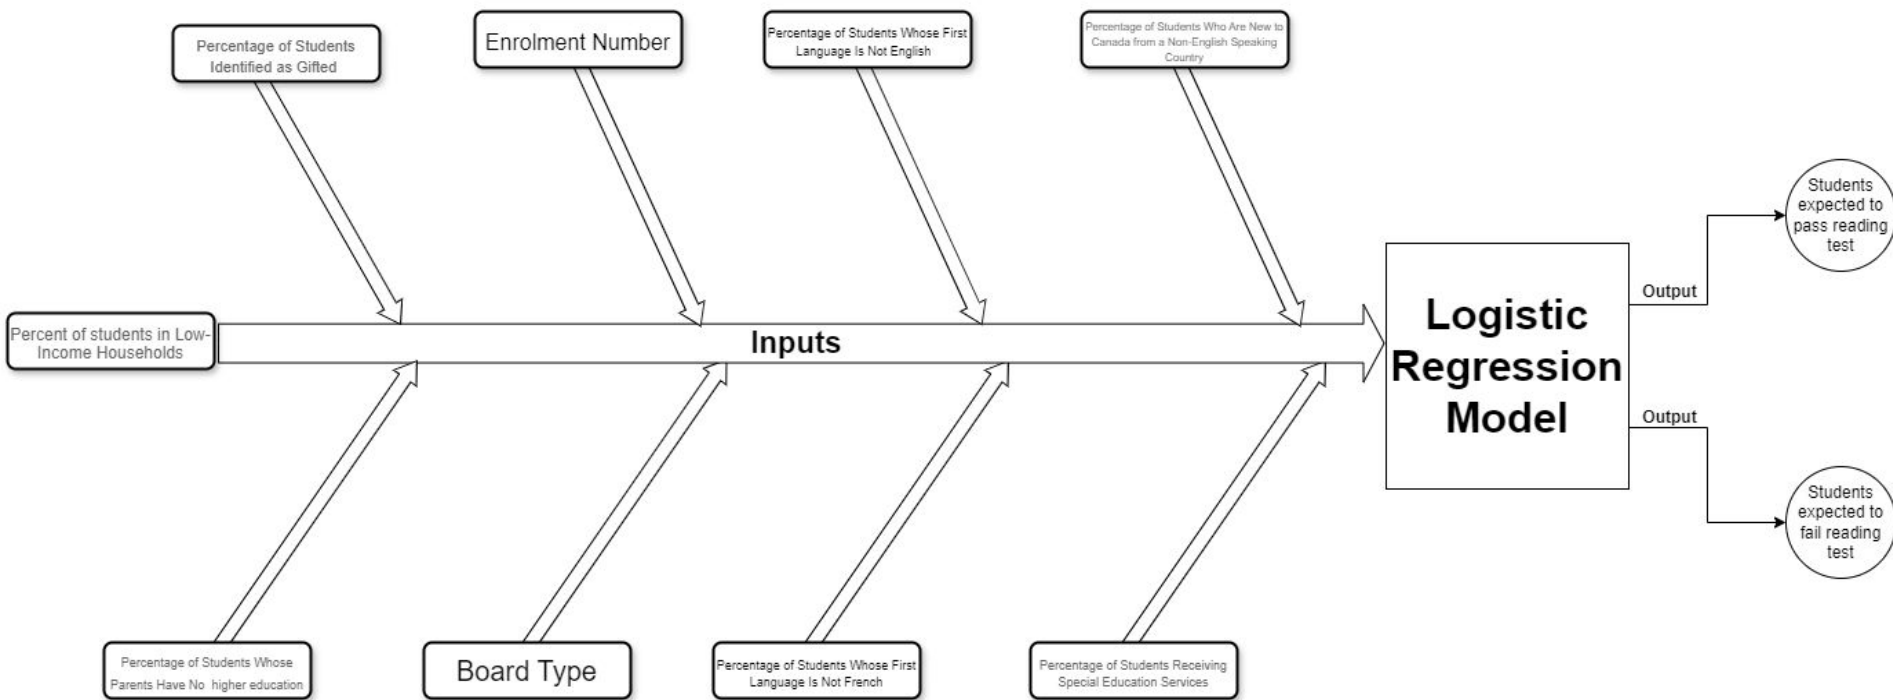 Percentage of Students
Identified as Gifted
Enrolment Number
Percentage of Students Whose First
Language Is Not English
Percentage of Students Who Are New to
Canada from a Non-English Speaking
Country
Percent of students in Low-
Income Households
Inputs
Logistic
Regression
Model
Output
Students
expected to
pass reading
test
Output
Students
expected to
fail reading
test
Percentage of Students Whose
Parents Have No higher education
Board Type
Percentage of Students Whose First
Language Is Not French
Percentage of Students Receiving
Special Education Services